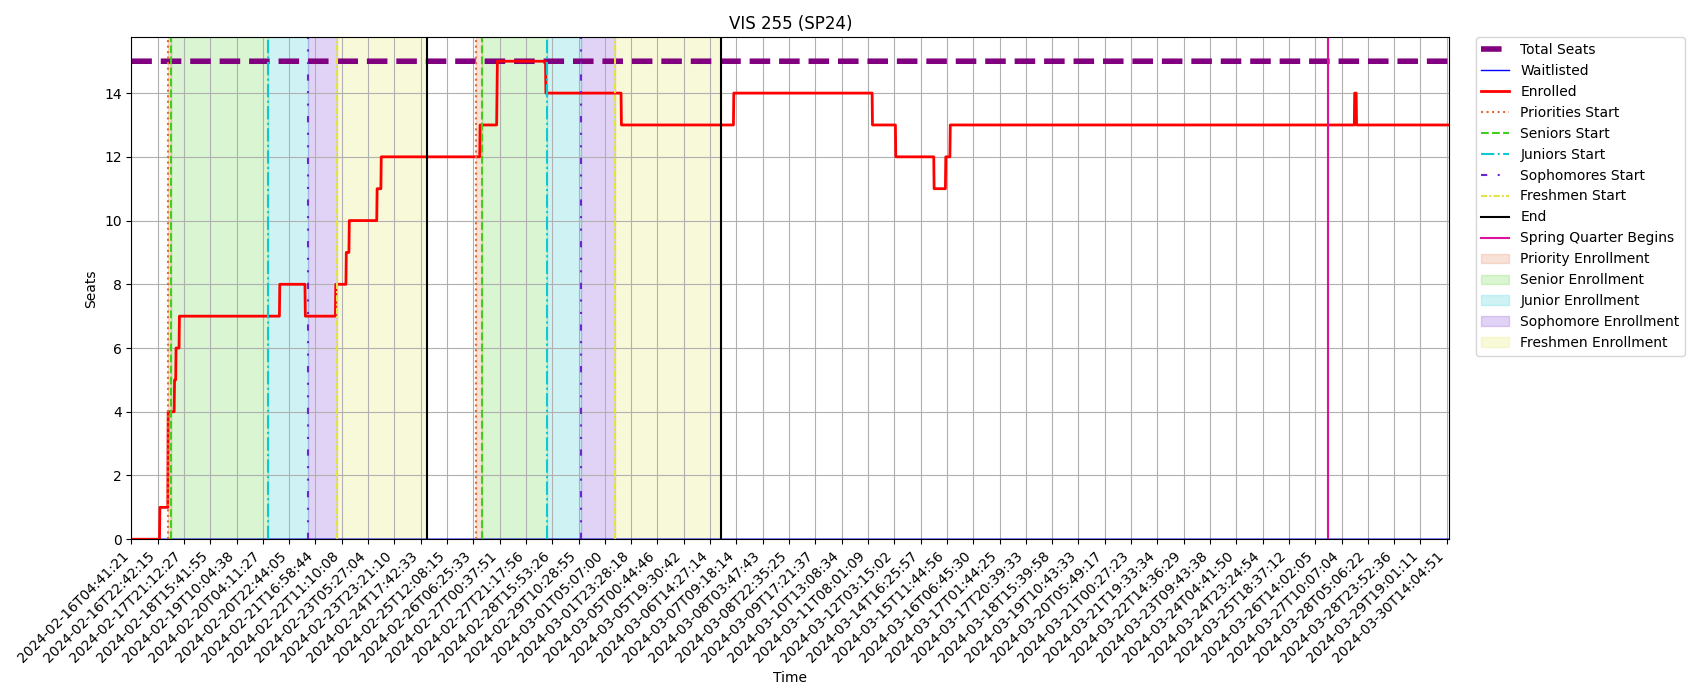 VIS 255 (SP24)
Seats
14
12
10
8
6
4
2
0
2024-02-16T04:41:21
2024-02-16T22:42:15
2024-02-17T21:12:27
2024-02-18T15:41:55
2024-02-19T10:04:38
2024-02-20T04:11:27
2024-02-20T22:44:05
2024-02-21T16:58:44
2024-02-22T11:10:08
2024-02-23T05:27:04
2024-02-23T23:21:10
2024-02-24T17:42:33
2024-02-25T12:08:15
2024-02-26T06:25:33
2024-02-27T00:37:51
2024-02-27T21:17:56
2024-02-28T15:53:26
2024-02-29T10:28:55
2024-03-01T05:07:00
2024-03-01T23:28:18
2024-03-05T00:44:46
2024-03-05T19:30:42
2024-03-06T14:27:14
2024-03-07T09:18:14
2024-03-08T03:47:43
2024-03-08T22:35:25
2024-03-09T17:21:37
2024-03-10T13:08:34
2024-03-11T08:01:09
2024-03-12T03:15:02
2024-03-14T16:25:57
2024-03-15T11:44:56
2024-03-16T06:45:30
2024-03-17T01:44:25
2024-03-17T20:39:33
2024-03-18T15:39:58
2024-03-19T10:43:33
2024-03-20T05:49:17
2024-03-21T00:27:23
2024-03-21T19:33:34
2024-03-22T14:36:29
2024-03-23T09:43:38
2024-03-24T04:41:50
2024-03-24T23:24:54
2024-03-25T18:37:12
2024-03-26T14:02:05
2024-03-27T10:07:04
2024-03-28T05:06:22
2024-03-28T23:52:36
2024-03-29T19:01:11
2024-03-30T14:04:51
Time
Total Seats
Waitlisted
Enrolled
Priorities Start
Seniors Start
Juniors Start
Sophomores Start
Freshmen Start
End
Spring Quarter Begins
Priority Enrollment
Senior Enrollment
Junior Enrollment
Sophomore Enrollment
Freshmen Enrollment